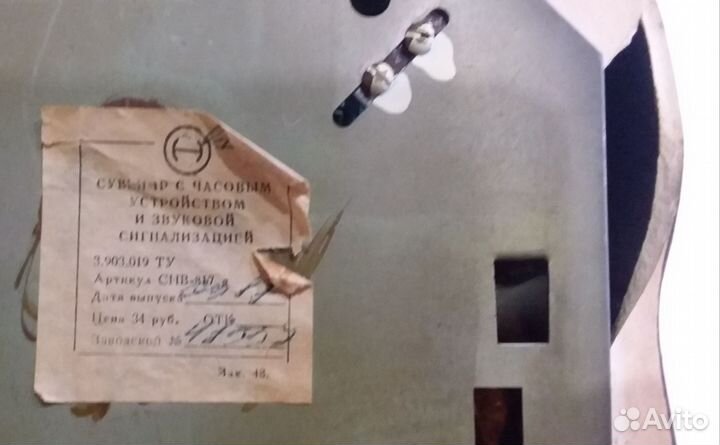 СУВЕНИР С ЧАСОВЫМ
УСТРОЙСТВОМ
И ЗВУКОВОЙ
СИГНАЛИЗАЦИЕЙ
3.903.019 ТУ
Артикул СНВ-817
Дата выпуска
Цена 34 руб. ОТК
Заводской №
Зак. 48.
Avito